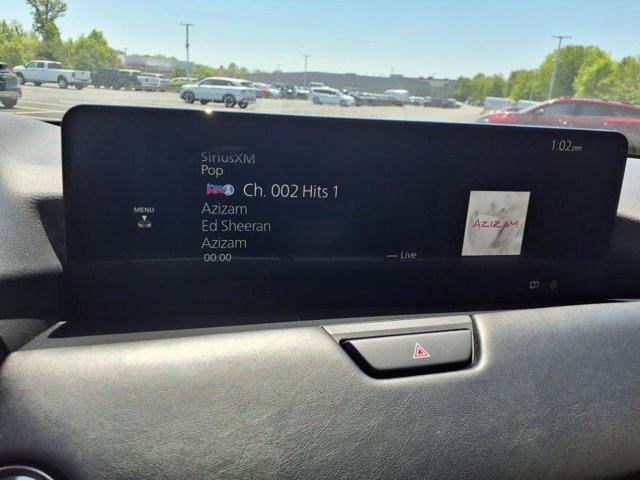 1:02 pm
SiriusXM
Pop
Ch. 002 Hits 1
MENU
Azizam
Ed Sheeran
Azizam
00:00
Live
AZIZAM